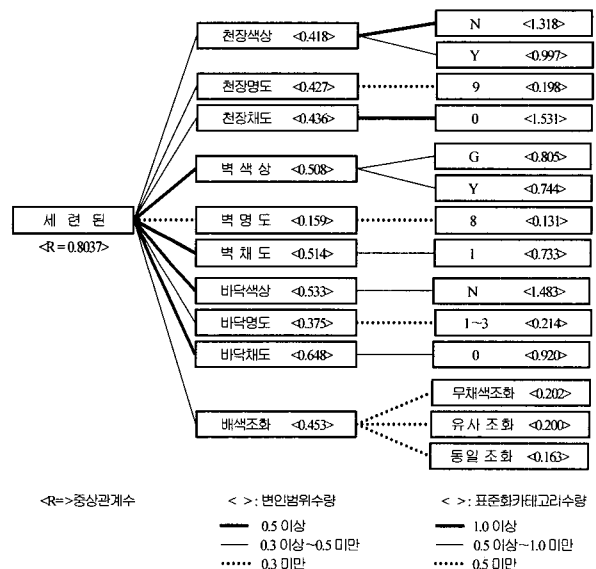 천장색상 <0.418>
N <1.318>
Y <0.997>
천장명도 <0.427>
9 <0.198>
천장채도 <0.436>
0 <1.531>
벽 색 상 <0.508>
G <0.805>
Y <0.744>
세 련 된
<R = 0.8037>
벽 명 도 <0.159>
8 <0.131>
벽 채 도 <0.514>
1 <0.733>
바닥색상 <0.533>
N <1.483>
바닥명도 <0.375>
1~3 <0.214>
바닥채도 <0.648>
0 <0.920>
배색조화 <0.453>
무채색조화 <0.202>
유사 조화 <0.200>
동일 조화 <0.163>
<R=>중상관계수
< >: 변인범위수량
0.5 이상
0.3 이상~0.5 미만
0.3 미만
< >: 표준화카테고리수량
1.0 이상
0.5 이상~1.0 미만
0.5 미만